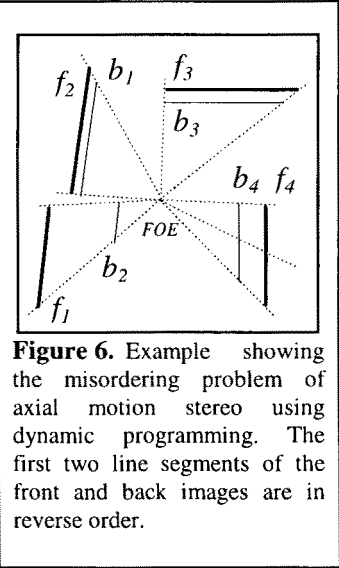 f2 b1 f3
b3
b4 f4
FOE
b2
f1
Figure 6. Example showing
the misordering problem of
axial motion stereo using
dynamic programming. The
first two line segments of the
front and back images are in
reverse order.